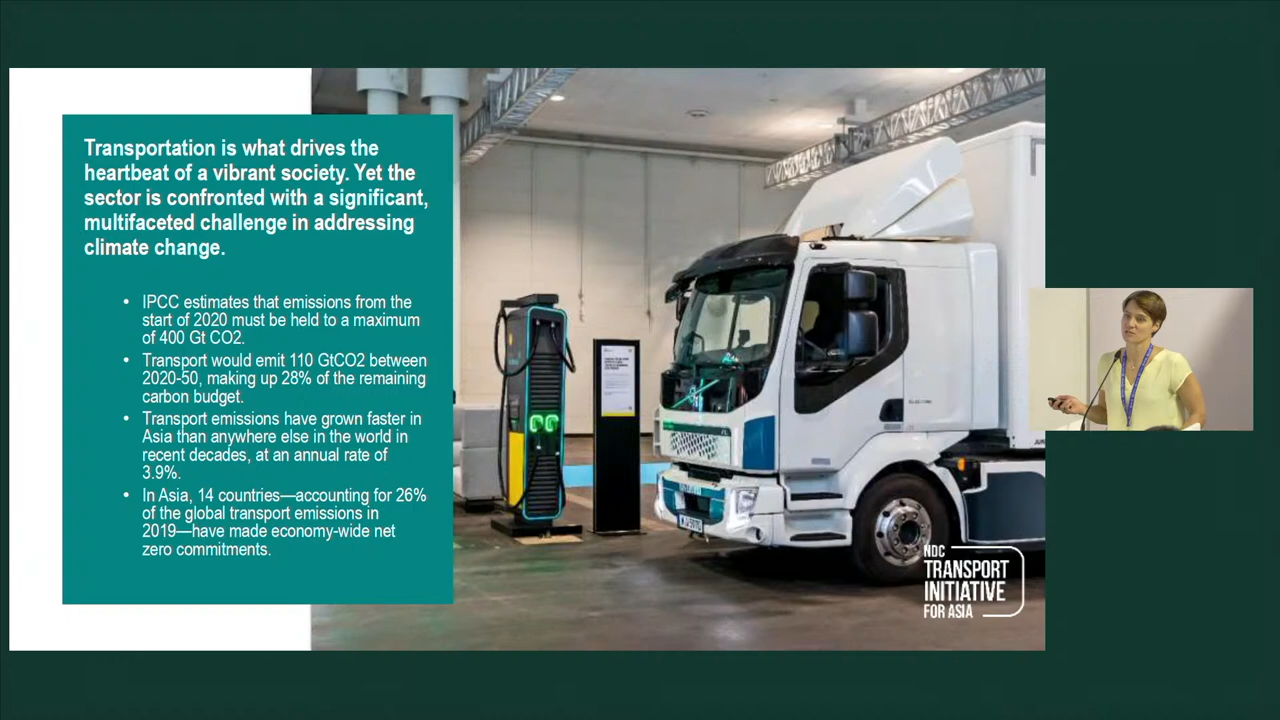 Transportation is what drives the
heartbeat of a vibrant society. Yet the
sector is confronted with a significant,
multifaceted challenge in addressing
climate change.
• IPCC estimates that emissions from the
start of 2020 must be held to a maximum
of 400 Gt CO2.
• Transport would emit 110 GtCO2 between
2020-50, making up 28% of the remaining
carbon budget.
• Transport emissions have grown faster in
Asia than anywhere else in the world in
recent decades, at an annual rate of
3.9%.
• In Asia, 14 countries—accounting for 26%
of the global transport emissions in
2019—have made economy-wide net
zero commitments.
NDC
TRANSPORT
INITIATIVE
FOR ASIA